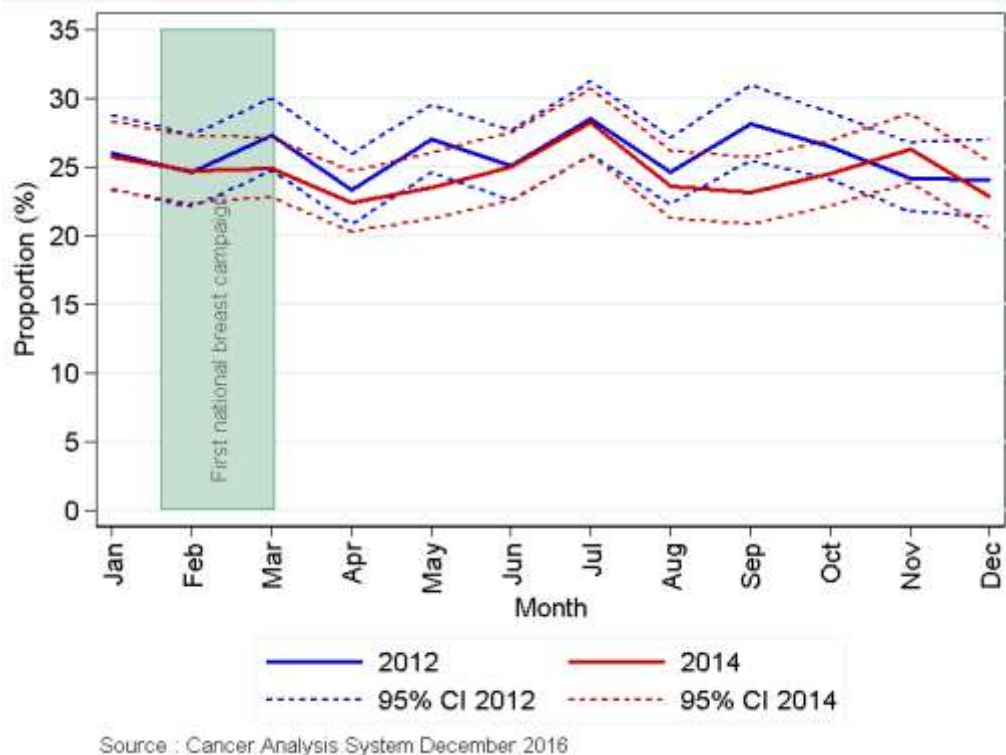 35
30
25
20
15
10
5
0
Proportion (%)
First national breast campaign
Jan Feb Mar Apr May Jun Jul Aug Sep Oct Nov Dec
Month
2012 2014
95% CI 2012 95% CI 2014
Source : Cancer Analysis System December 2016